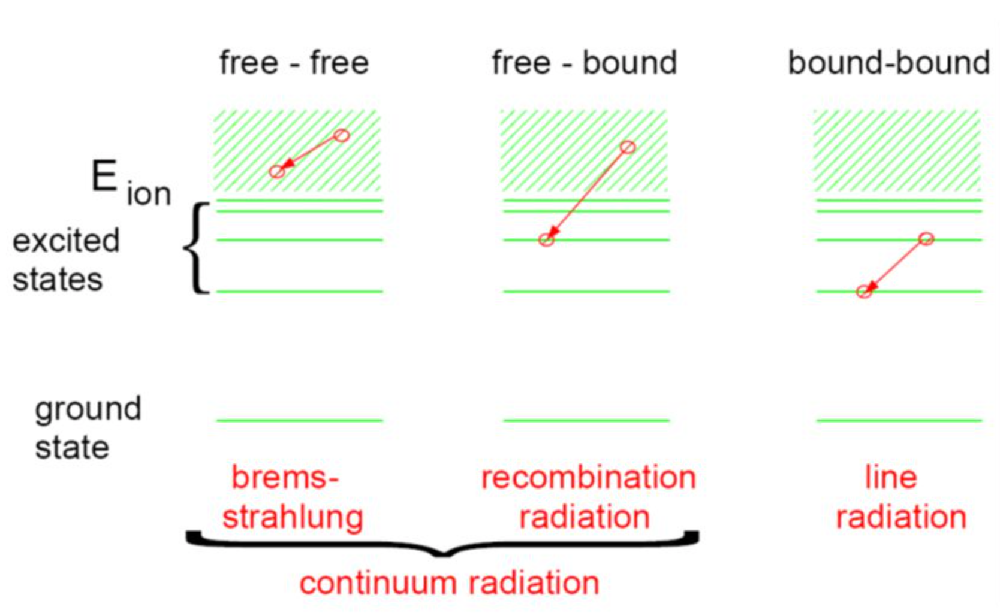 free - free
free - bound
bound-bound
E ion
excited
states
ground
state
brems-
strahlung
recombination
radiation
line
radiation
continuum radiation